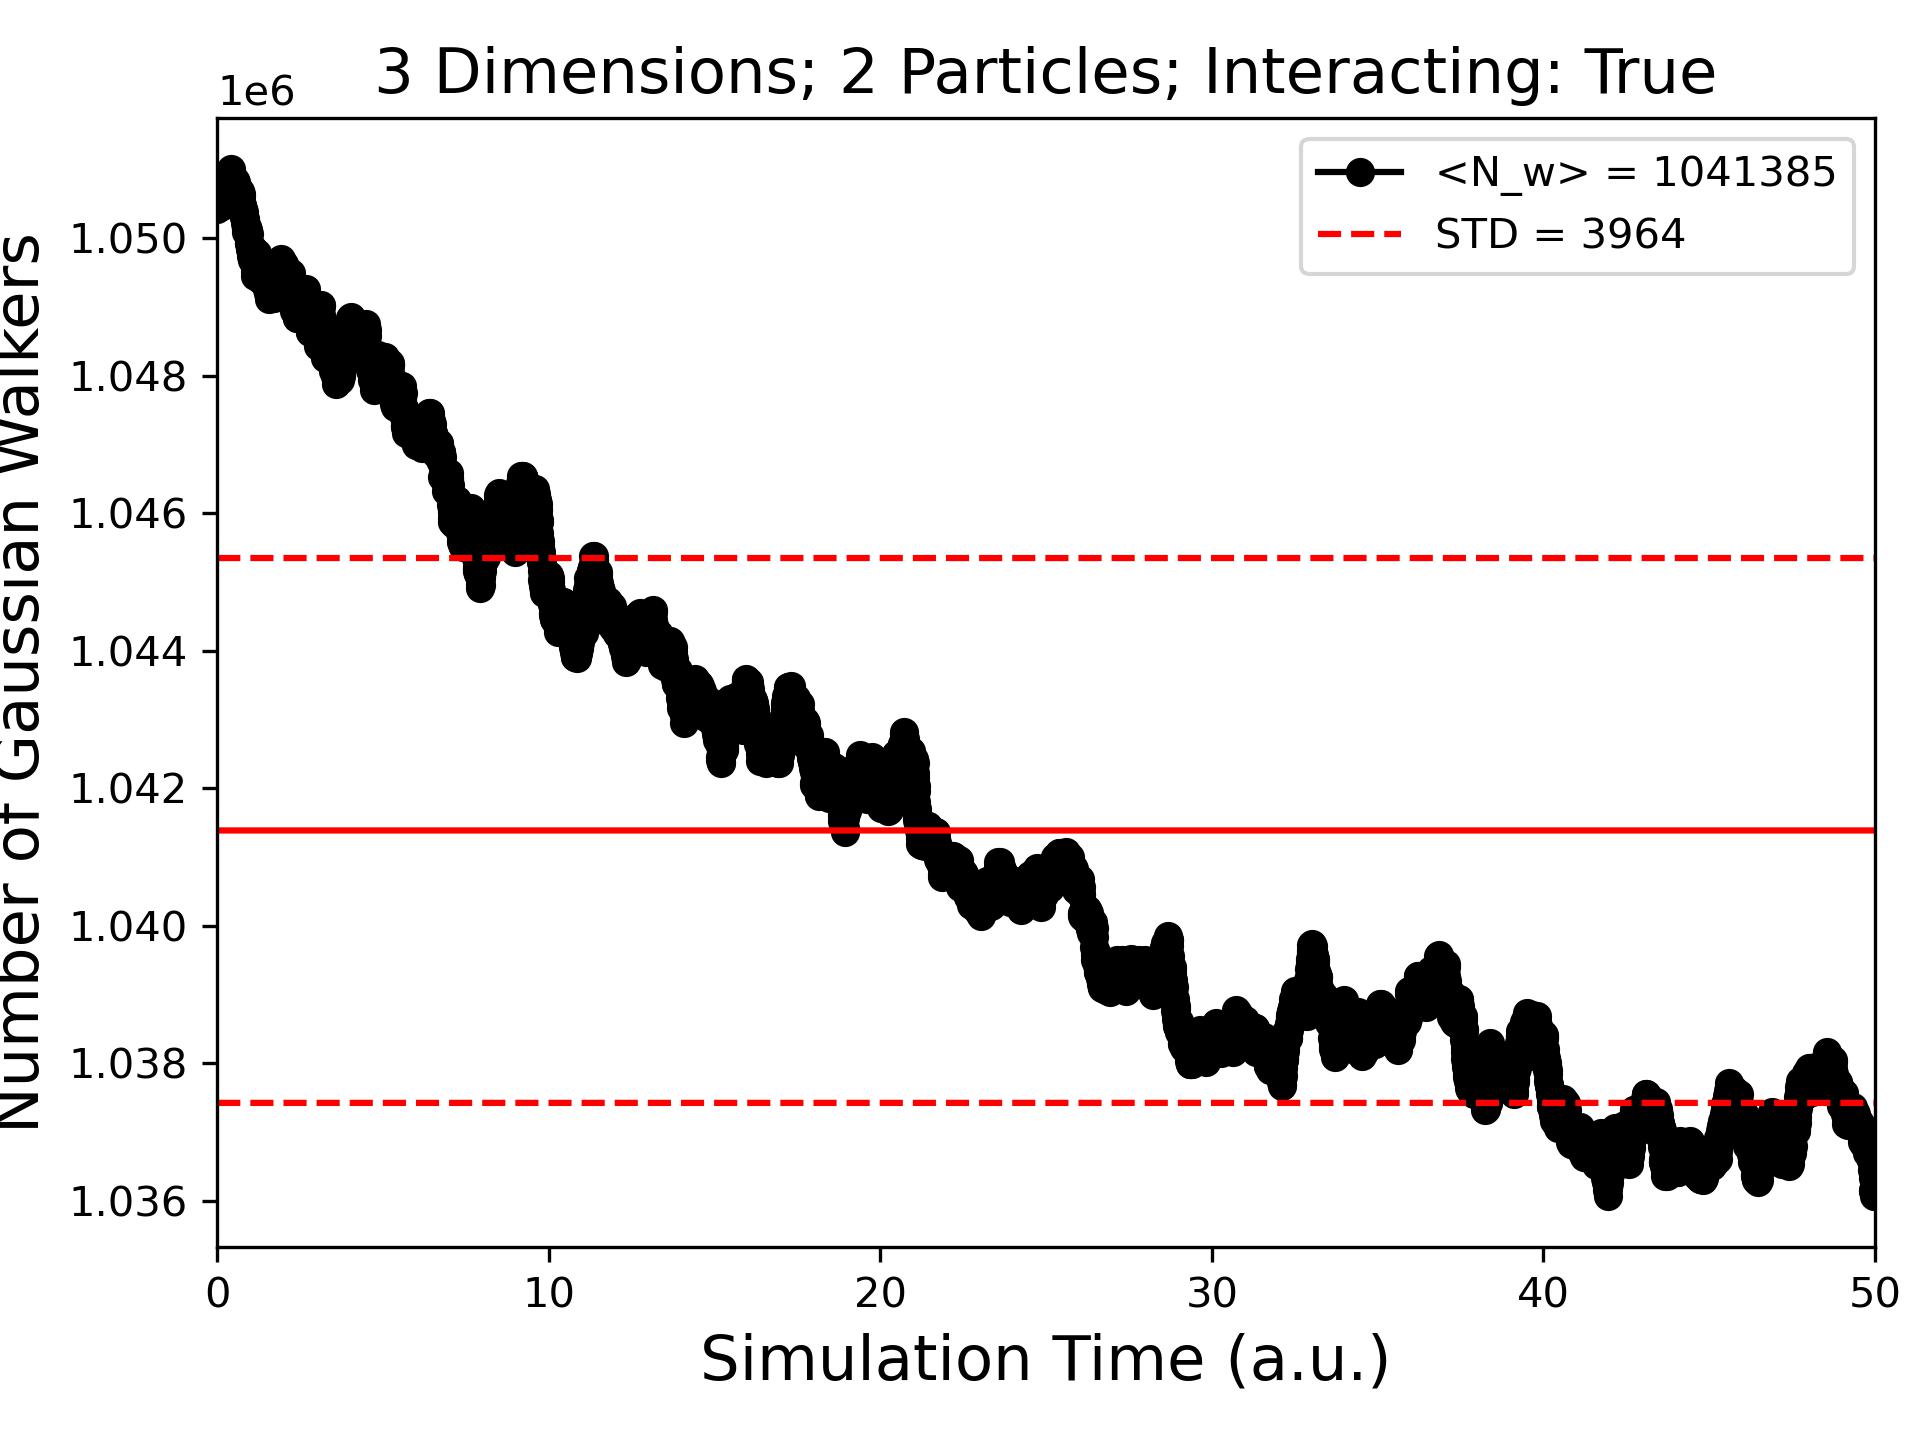 3 Dimensions; 2 Particles; Interacting: True
1e6
<N_w> = 1041385
STD = 3964
Number of Gaussian Walkers
1.050
1.048
1.046
1.044
1.042
1.040
1.038
1.036
0 10 20 30 40 50
Simulation Time (a.u.)